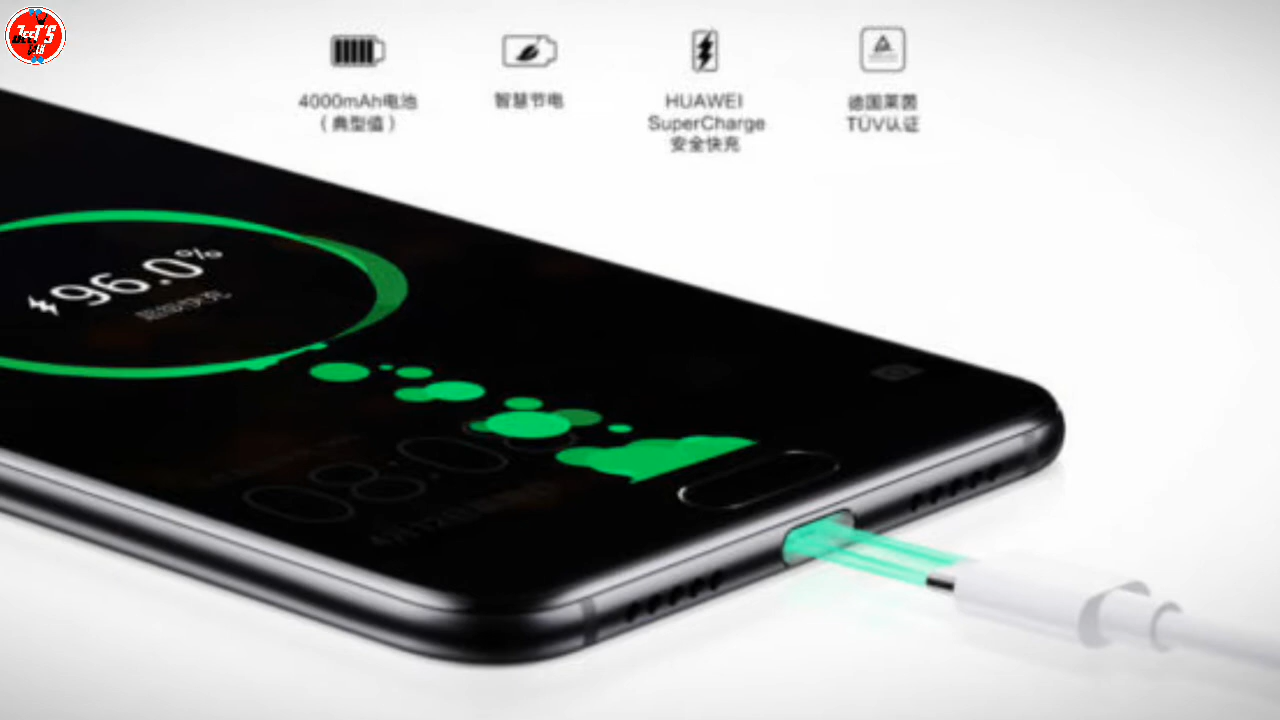 4000mAh电池
（典型值）
智慧节电
HUAWEI
SuperCharge
安全快充
德国莱茵
TÜV认证
96.0%